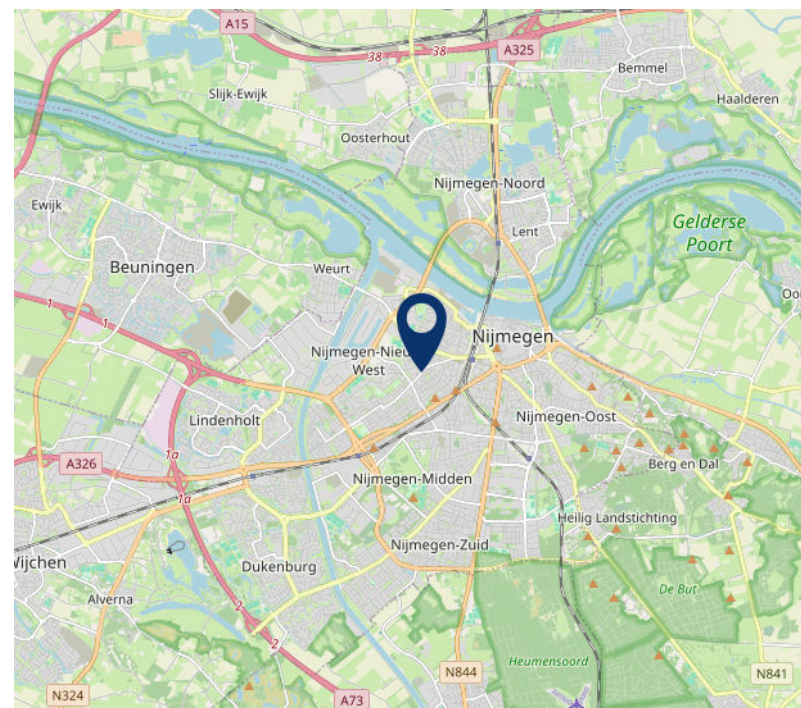 A15
38
38
A325
Bemmel
Slijk-Ewijk
Haalderen
Oosterhout
Nijmegen-Noord
Ewijk
Lent
Gelderse
Poort
Beuningen
Weurt
1
1
Nijmegen
Nijmegen-Nieu
West
Lindenholt
Nijmegen-Oost
1a
A326
Berg en Dal
Nijmegen-Midden
1a
Heilig Landstichting
Nijmegen-Zuid
Wijchen
Dukenburg
De But
Alverna
2
2
Heumensoord
N844
N841
N324
A73